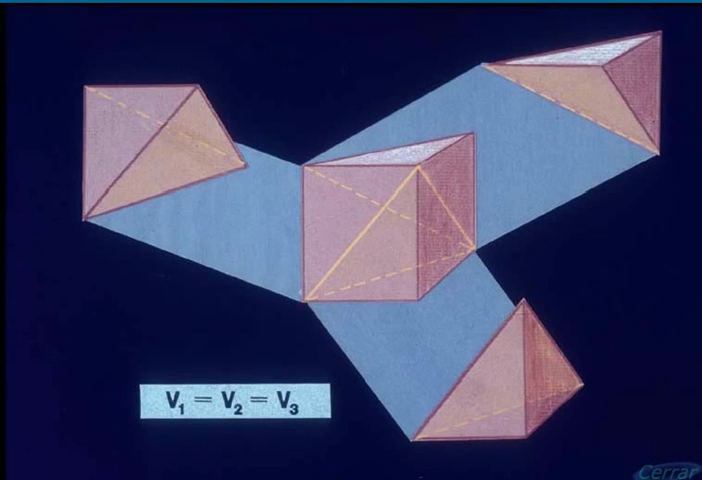 V₁ = V₂ = V₃
Cerrar